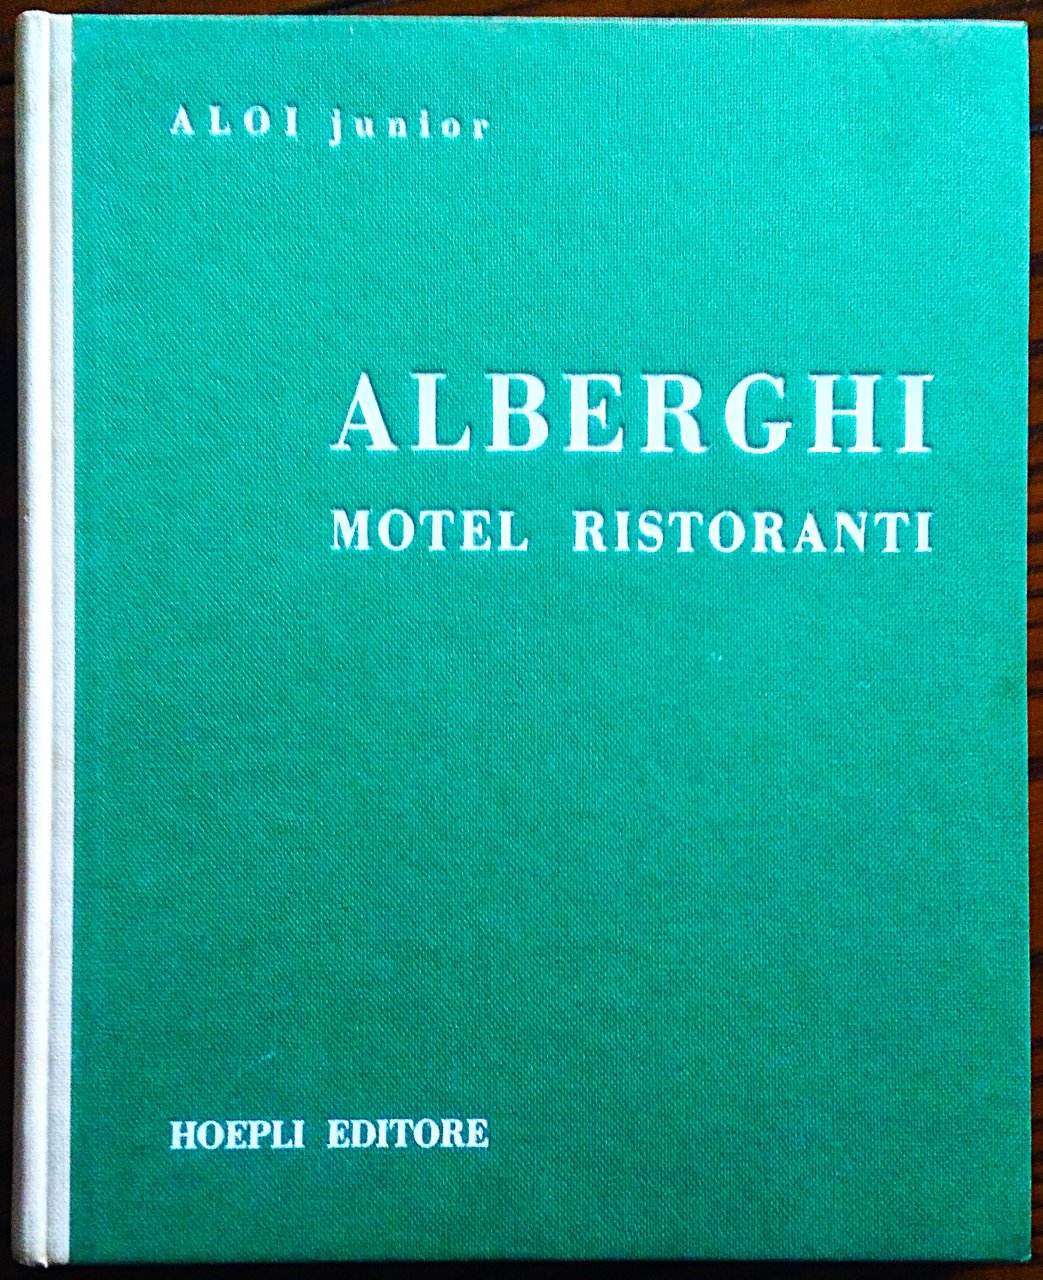 ALOI junior
ALBERGHI
MOTEL RISTORANTI
HOEPLI EDITORE